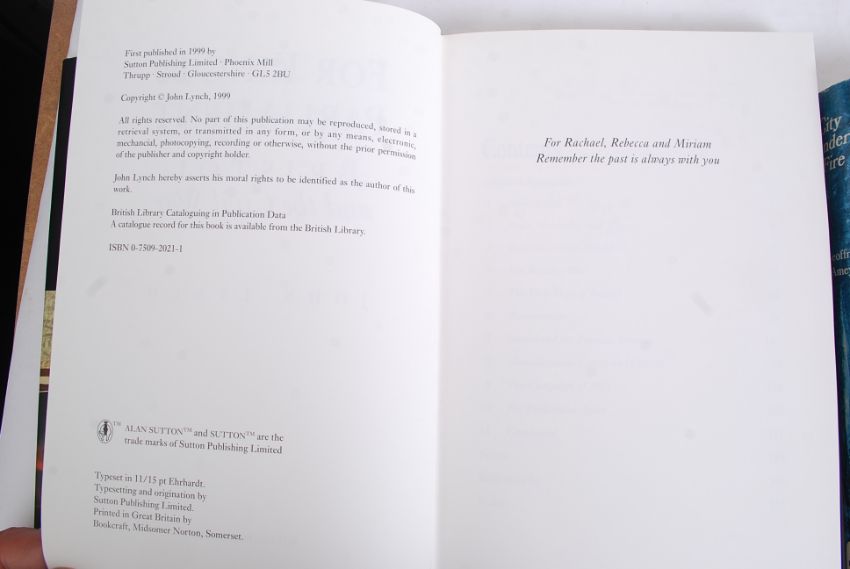 First published in 1999 by
Sutton Publishing Limited · Phoenix Mill
Thrupp · Stroud · Gloucestershire · GL5 2BU
Copyright © John Lynch, 1999
All rights reserved. No part of this publication may be reproduced, stored in a
retrieval system, or transmitted in any form, or by any means, electronic,
mechancial, photocopying, recording or otherwise, without the prior permission
of the publisher and copyright holder.
John Lynch hereby asserts his moral rights to be identified as the author of this
work.
British Library Cataloguing in Publication Data
A catalogue record for this book is available from the British Library.
ISBN 0-7509-2021-1
TM ALAN SUTTON™ and SUTTON™ are the
trade marks of Sutton Publishing Limited
Typeset in 11/15 pt Ehrhardt.
Typesetting and origination by
Sutton Publishing Limited.
Printed in Great Britain by
Bookcraft, Midsomer Norton, Somerset.
For Rachael, Rebecca and Miriam
Remember the past is always with you
City
Under
Fire